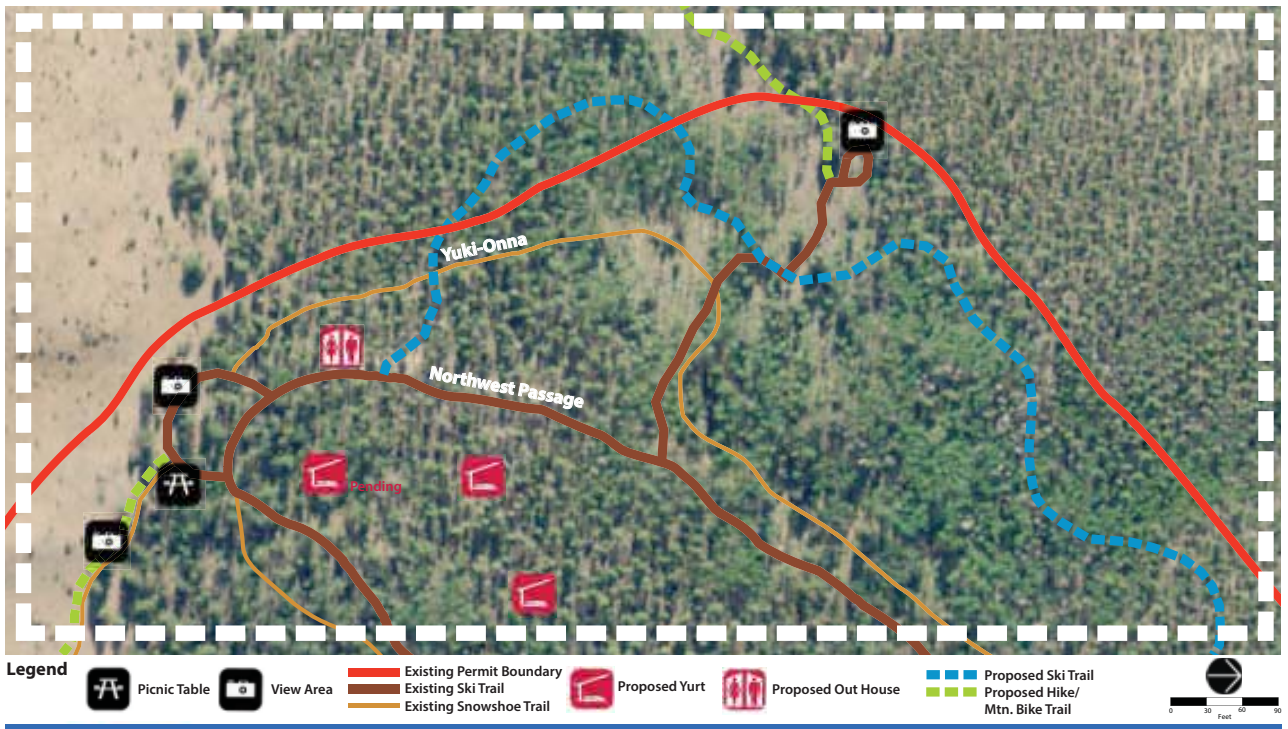 Yuki-Onna
Northwest Passage
Pending
Legend
Picnic Table
View Area
Existing Permit Boundary
Existing Ski Trail
Existing Snowshoe Trail
Proposed Yurt
Proposed Out House
Proposed Ski Trail
Proposed Hike/
Mtn. Bike Trail
0 30 60 90
Feet